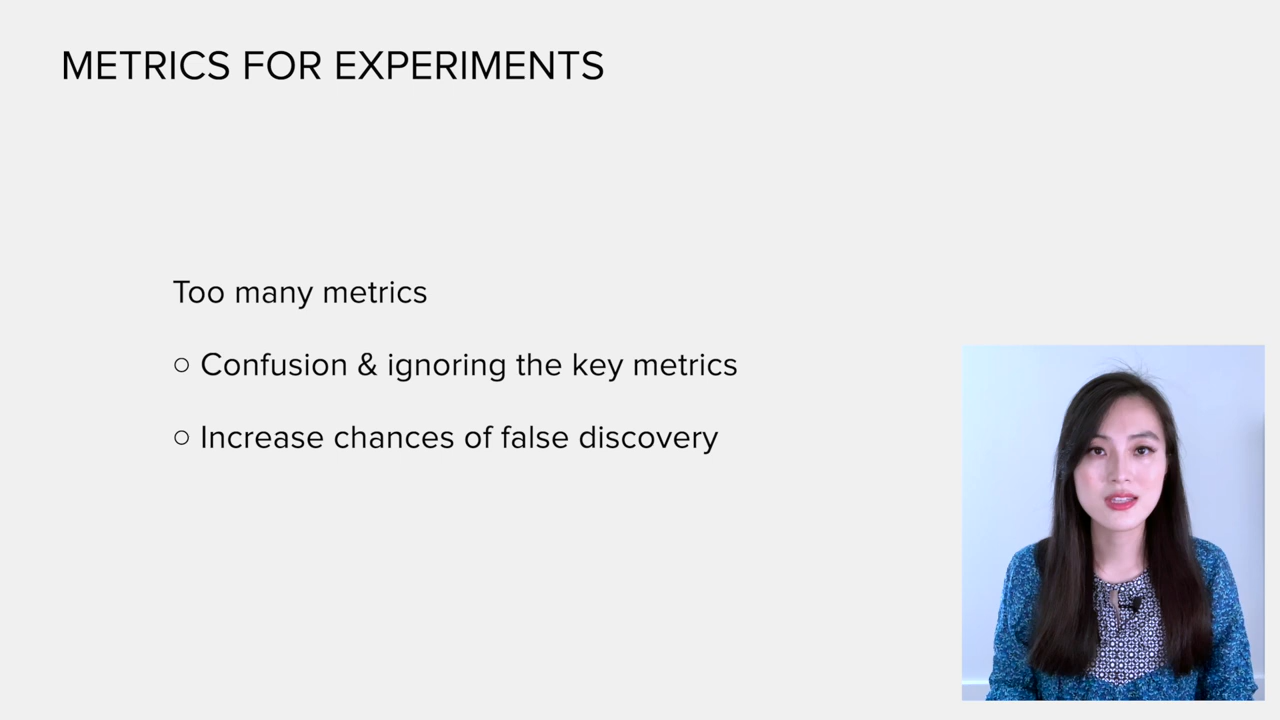 METRICS FOR EXPERIMENTS
Too many metrics
○ Confusion & ignoring the key metrics
○ Increase chances of false discovery